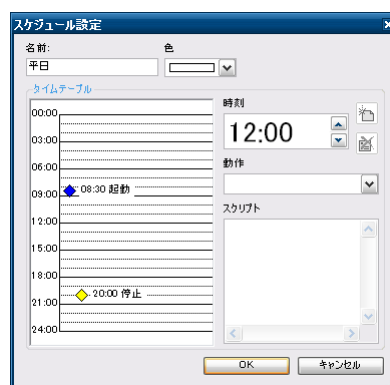 スケジュール設定
名前:
色
平日
タイムテーブル
00:00
03:00
06:00
09:00
12:00
15:00
18:00
21:00
24:00
08:30 起動
20:00 停止
時刻
12:00
動作
スクリプト
OK
キャンセル